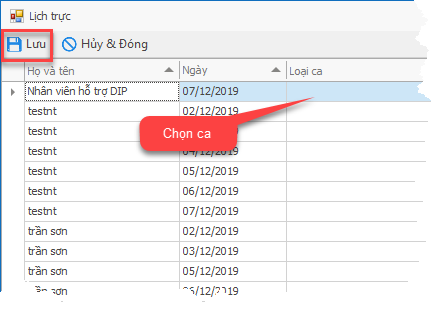 Lịch trực
Lưu Hủy & Đóng
Họ và tên Ngày Loại ca
Nhân viên hỗ trợ DIP 07/12/2019
testnt 02/12/2019
testnt
Chọn ca
testnt 04/12/2019
testnt 05/12/2019
testnt 06/12/2019
testnt 07/12/2019
trần sơn 02/12/2019
trần sơn 03/12/2019
trần sơn 05/12/2019
trần sơn 06/12/2019